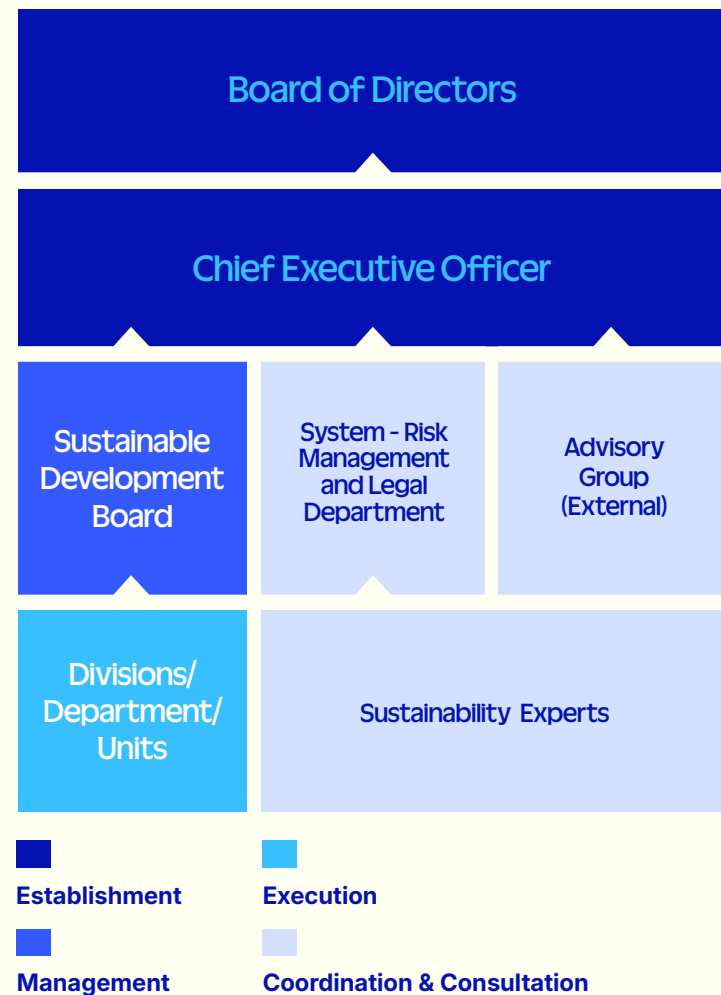 Board of Directors
Chief Executive Officer
Sustainable
Development
Board
System - Risk
Management
and Legal
Department
Advisory
Group
(External)
Divisions/
Department/
Units
Sustainability Experts
Establishment
Execution
Management
Coordination & Consultation